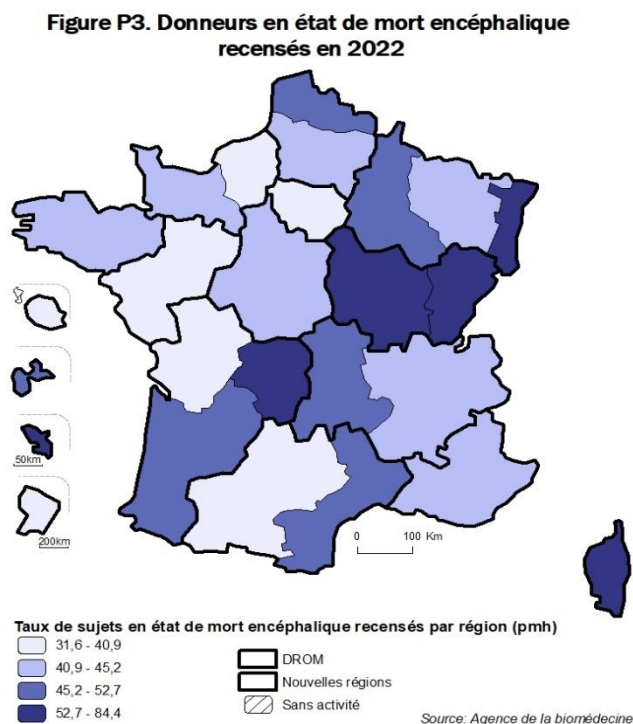 Figure P3. Donneurs en état de mort encéphalique
recensés en 2022
50km
200km
0 100 Km
Taux de sujets en état de mort encéphalique recensés par région (pmh)
31,6 - 40,9
40,9 - 45,2
45,2 - 52,7
52,7 - 84,4
DROM
Nouvelles régions
Sans activité
Source: Agence de la biomédecine